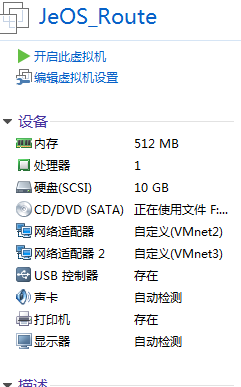 JeOS_Route
开启此虚拟机
编辑虚拟机设置
设备
内存 512 MB
处理器 1
硬盘(SCSI) 10 GB
CD/DVD (SATA) 正在使用文件 F:...
网络适配器 自定义(VMnet2)
网络适配器 2 自定义(VMnet3)
USB 控制器 存在
声卡 自动检测
打印机 存在
显示器 自动检测
描述